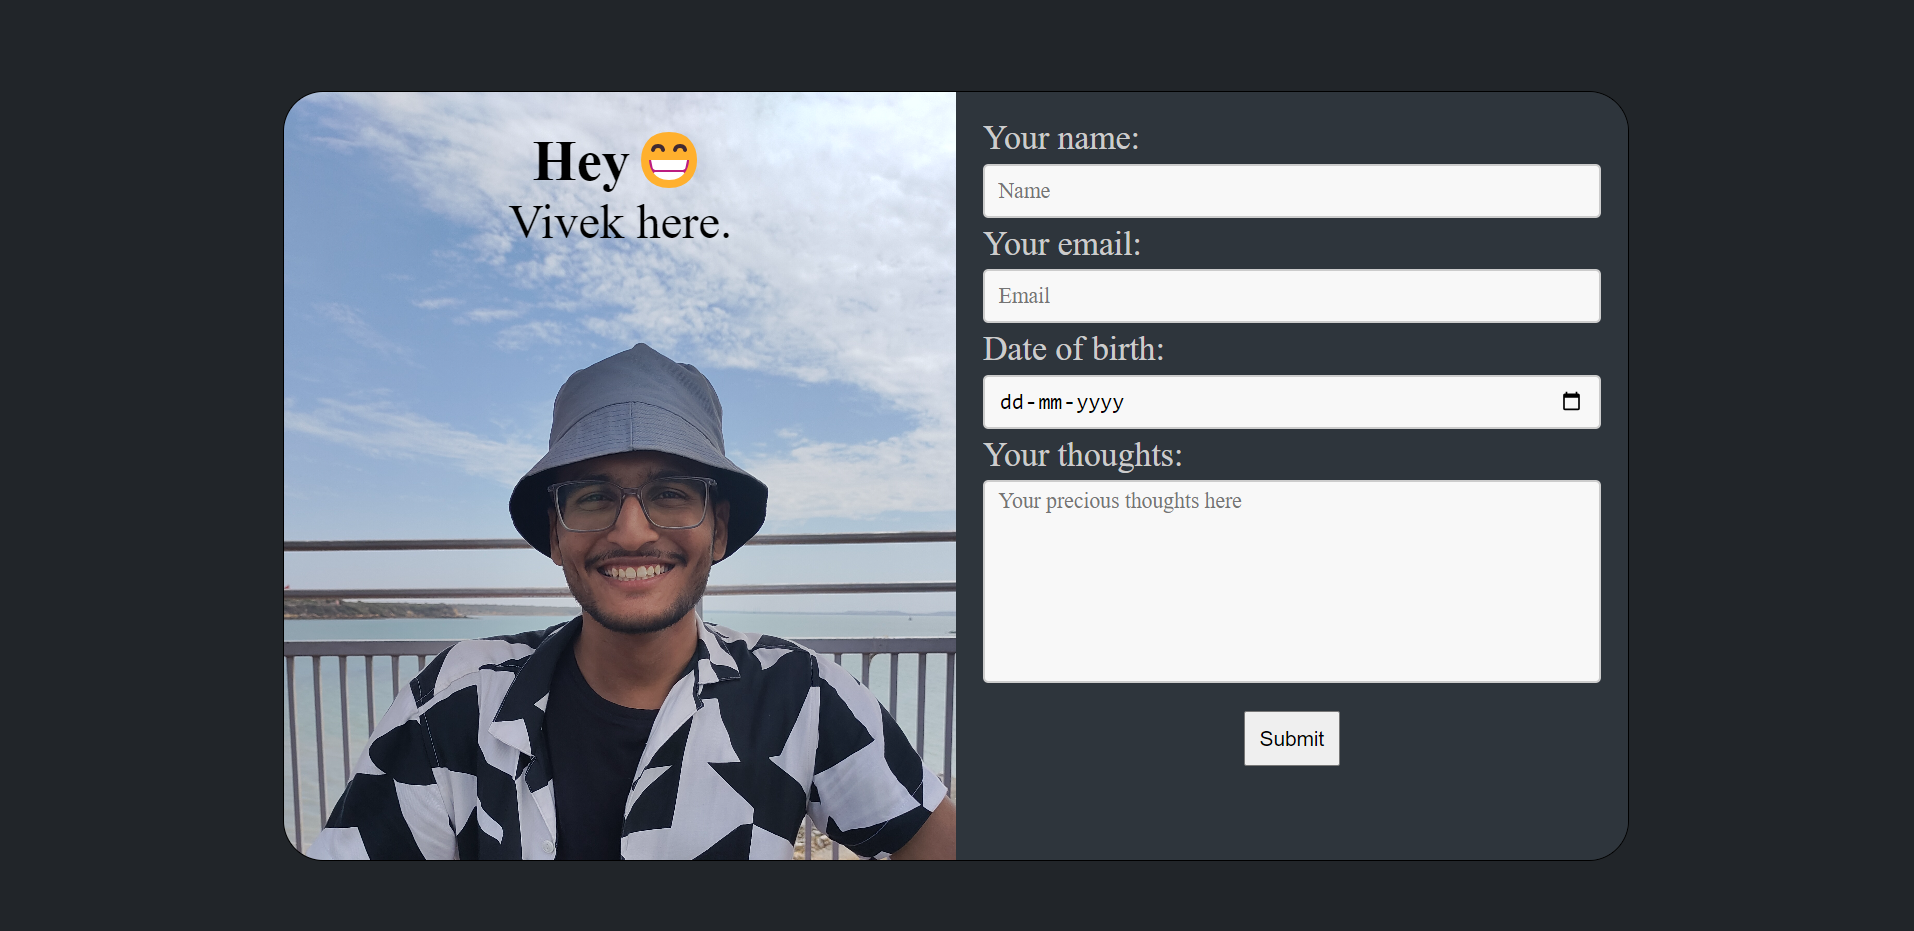 Hey 😁
Vivek here.
Your name:
Name
Your email:
Email
Date of birth:
dd-mm-yyyy
Your thoughts:
Your precious thoughts here
Submit